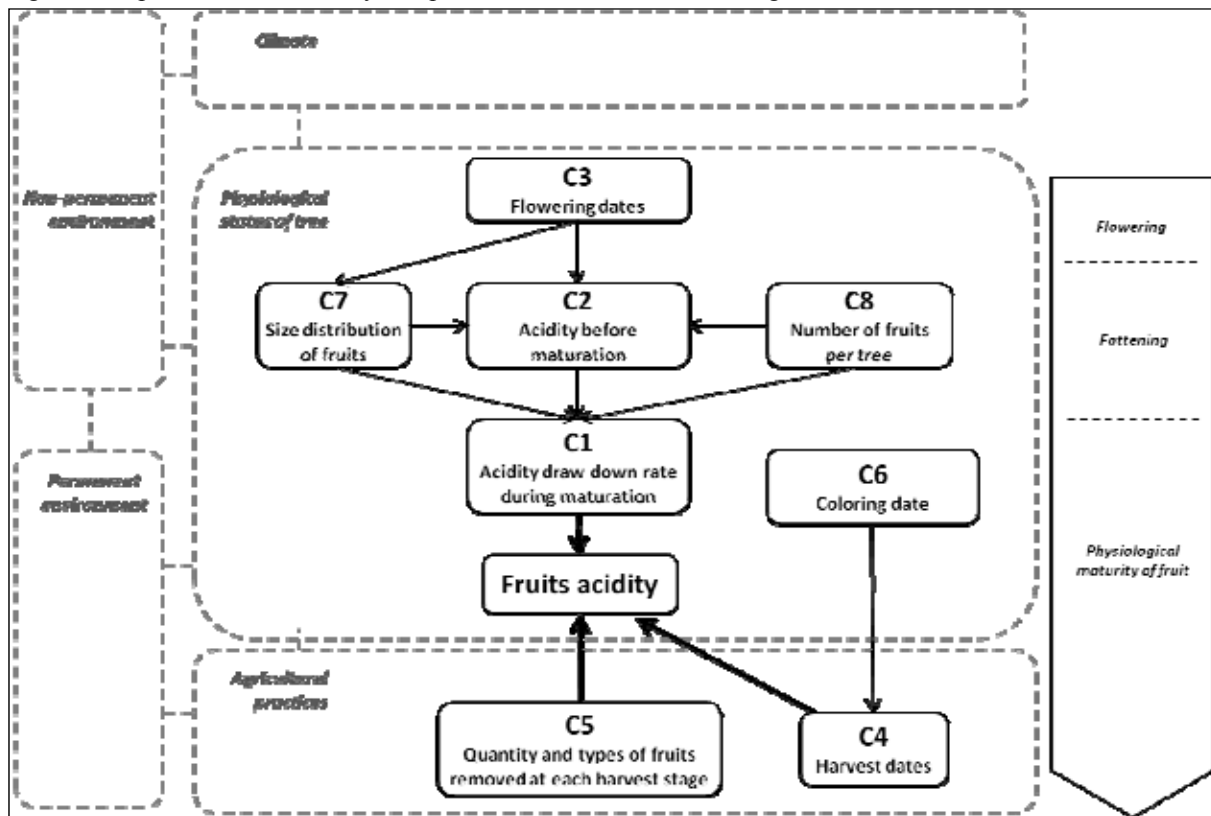 Climate
Non-permanent
environment
Physiological
status of tree
C3
Flowering dates
Flowering
C7
Size distribution
of fruits
C2
Acidity before
maturation
C8
Number of fruits
per tree
Fattening
C1
Acidity draw down rate
during maturation
C6
Coloring date
Permanent
environment
Fruits acidity
Physiological
maturity of fruit
Agricultural
practices
C5
Quantity and types of fruits
removed at each harvest stage
C4
Harvest dates